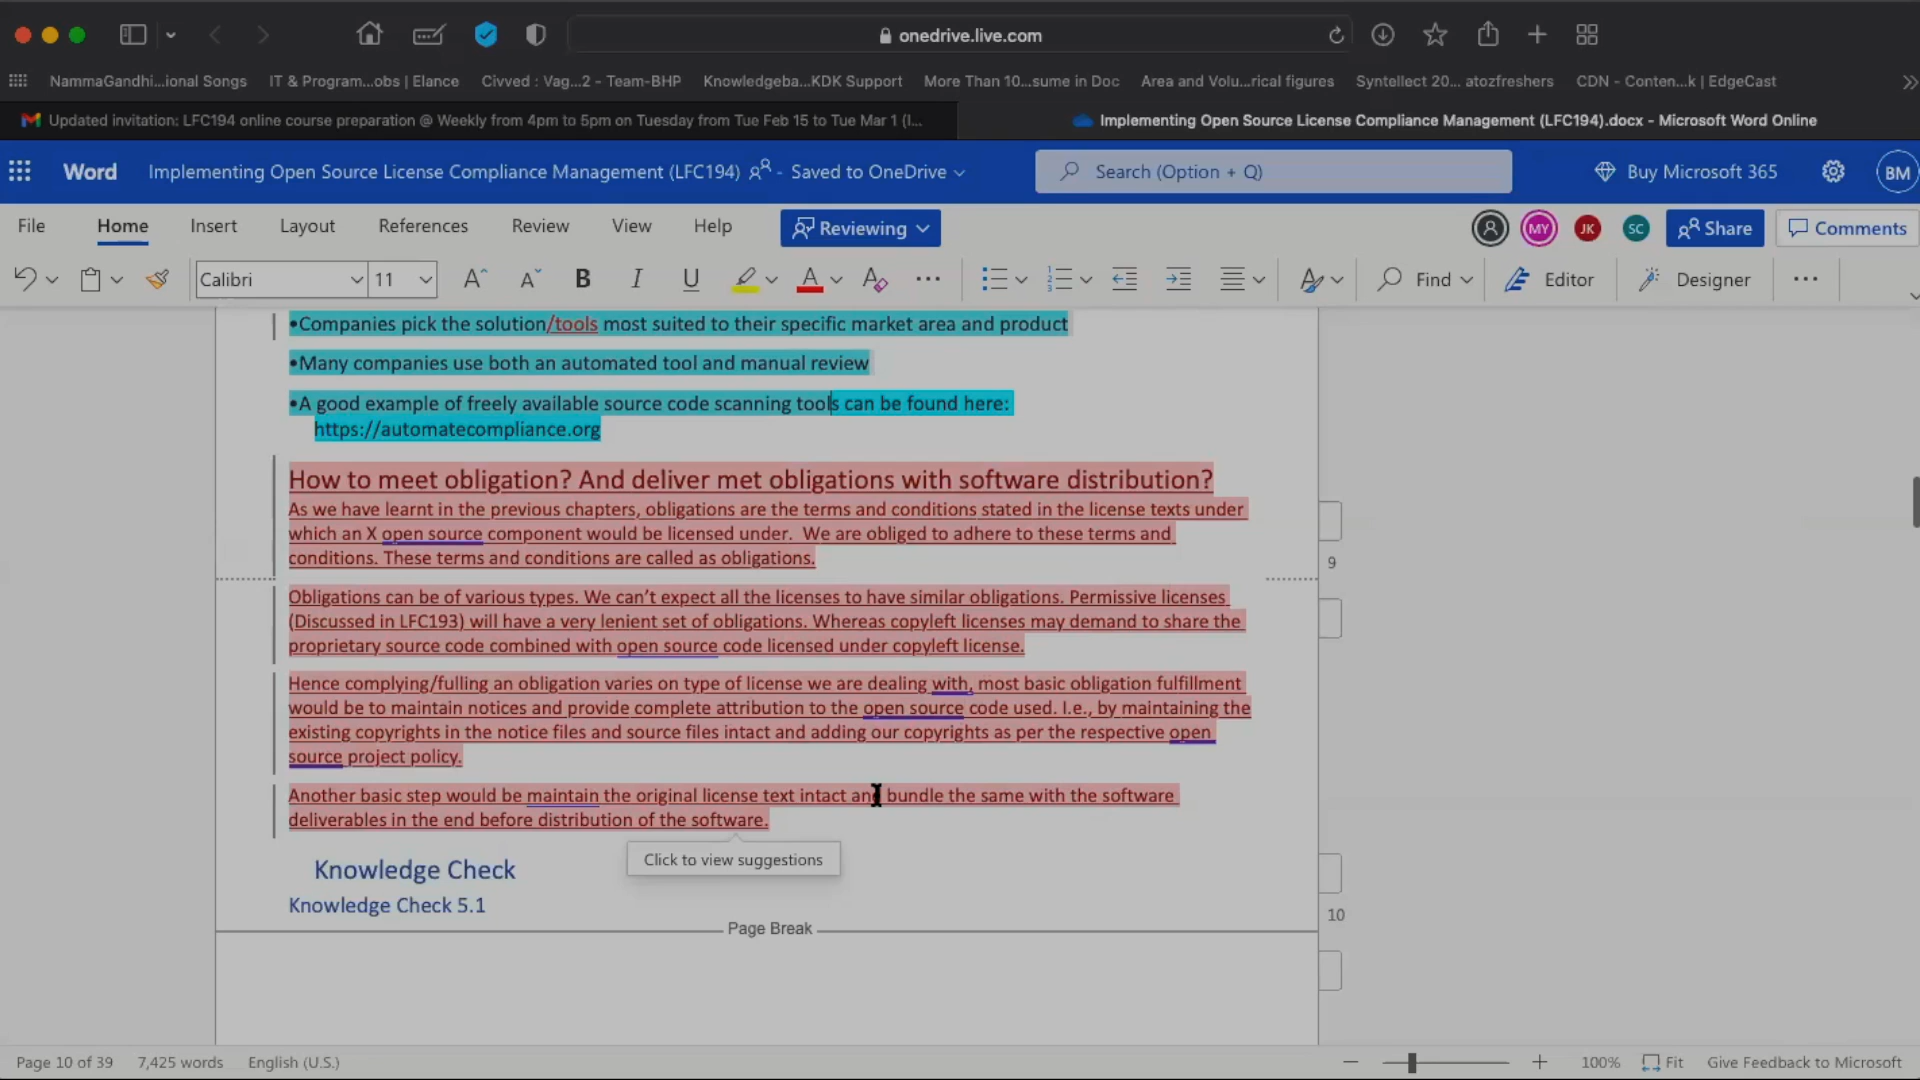 onedrive.live.com
NammaGandhi...ional Songs IT & Program...obs | Elance Civved : Vag...2 - Team-BHP Knowledgeba...KDK Support More Than 10...sume in Doc Area and Volu...rical figures Syntellect 20... atozfreshers CDN - Conten...k | EdgeCast
Updated invitation: LFC194 online course preparation @ Weekly from 4pm to 5pm on Tuesday from Tue Feb 15 to Tue Mar 1 (I...
Implementing Open Source License Compliance Management (LFC194).docx - Microsoft Word Online
Word Implementing Open Source License Compliance Management (LFC194) - Saved to OneDrive Search (Option + Q) Buy Microsoft 365 BM
File Home Insert Layout References Review View Help Reviewing MY JK SC Share Comments
Calibri 11 A A B I U A A Find Editor Designer
•Companies pick the solution/tools most suited to their specific market area and product
•Many companies use both an automated tool and manual review
•A good example of freely available source code scanning tools can be found here:
https://automatecompliance.org
How to meet obligation? And deliver met obligations with software distribution?
As we have learnt in the previous chapters, obligations are the terms and conditions stated in the license texts under
which an X open source component would be licensed under.  We are obliged to adhere to these terms and
conditions. These terms and conditions are called as obligations.
9
Obligations can be of various types. We can't expect all the licenses to have similar obligations. Permissive licenses
(Discussed in LFC193) will have a very lenient set of obligations. Whereas copyleft licenses may demand to share the
proprietary source code combined with open source code licensed under copyleft license.
Hence complying/fulling an obligation varies on type of license we are dealing with, most basic obligation fulfillment
would be to maintain notices and provide complete attribution to the open source code used. I.e., by maintaining the
existing copyrights in the notice files and source files intact and adding our copyrights as per the respective open
source project policy.
Another basic step would be maintain the original license text intact and bundle the same with the software
deliverables in the end before distribution of the software.
Click to view suggestions
Knowledge Check
Knowledge Check 5.1
10
Page Break
Page 10 of 39 7,425 words English (U.S.) 100% Fit Give Feedback to Microsoft